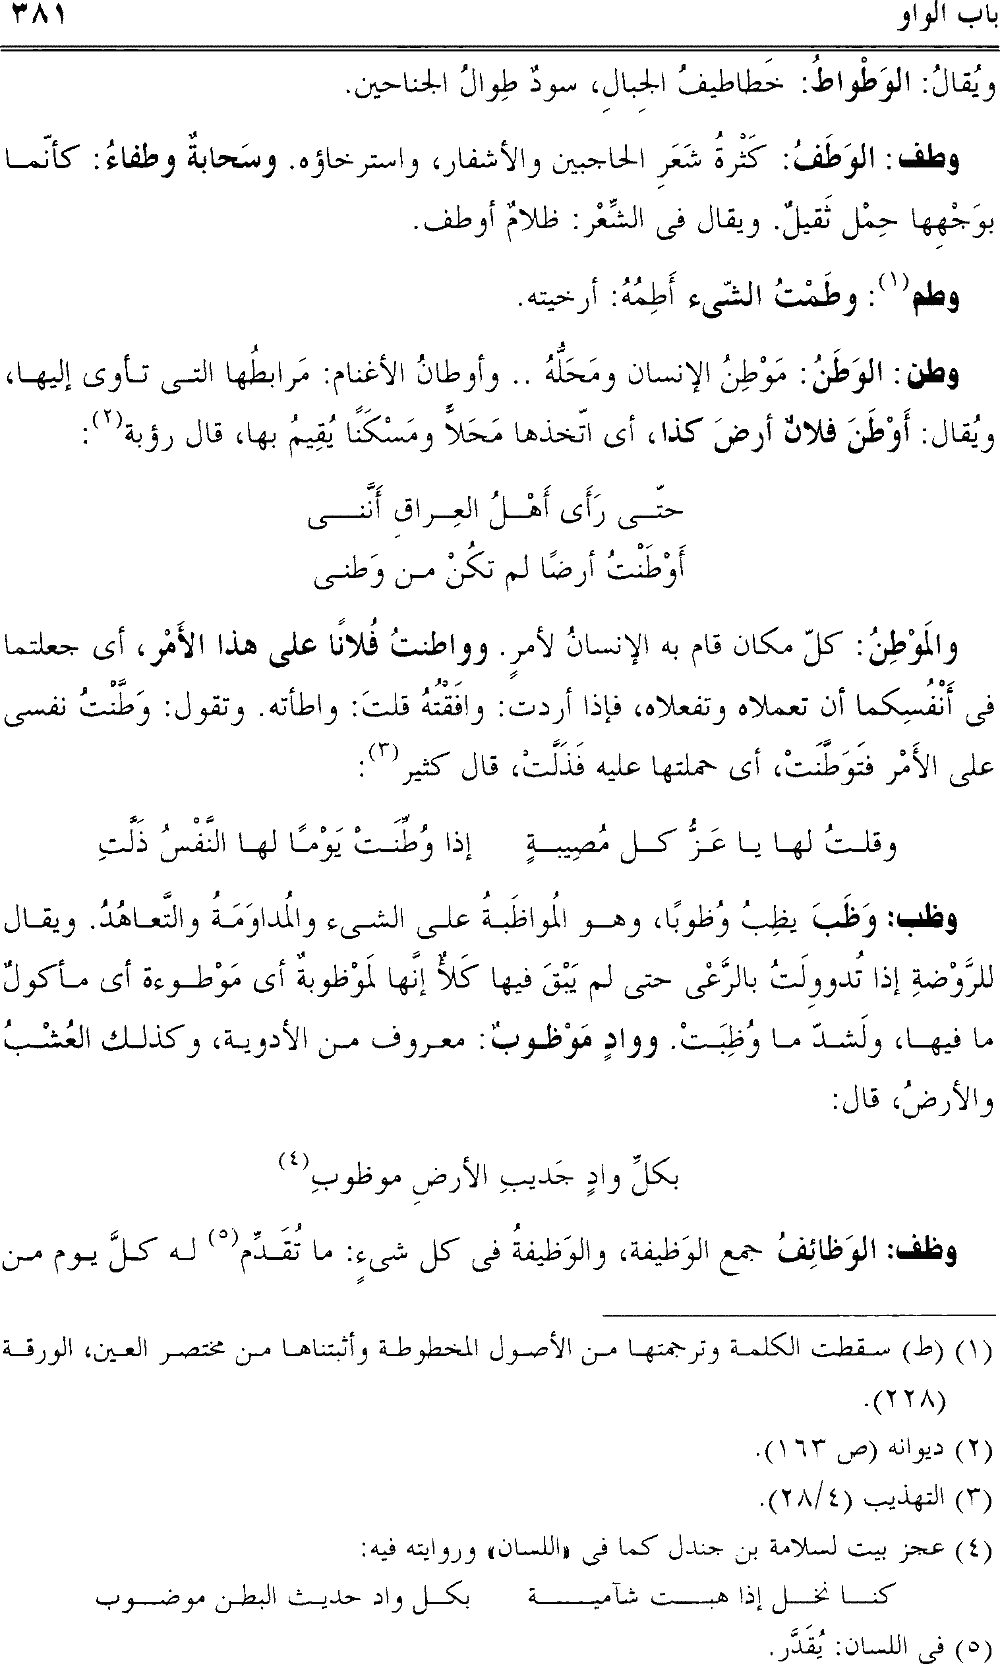 باب الواو ٣٨١
ويُقالُ: الوَطْواطُ: خَطاطيفُ الجِبالِ، سودٌ طِوالُ الجناحين.
وطف: الوَطَفُ: كَثْرةُ شَعَرِ الحاجبين والأشفار، واسترخاؤه. وسَحابةٌ وطفاءُ: كأنّما
بوَجْهِها حِمْل ثَقيلٌ. ويقال فى الشِّعْر: ظلامٌ أوطف.
وطم(١): وطَمْتُ الشّىء أَطِمُهُ: أرخيته.
وطن: الوَطَنُ: مَوْطِنُ الإنسان ومَحَلُّهُ .. وأوطانُ الأغنام: مَرابطُها التى تأوى إليها،
ويُقال: أَوْطَنَ فلانٌ أرضَ كذا، أى اتّخذها مَحَلاًّ ومَسْكَنًا يُقِيمُ بها، قال رؤبة(٢):
حتّى رَأَى أَهْلُ العِراقِ أَنَّنى
أَوْطَنْتُ أرضًا لم تكُنْ من وَطنى
والمَوْطِنُ: كلّ مكان قام به الإنسانُ لأمرٍ. وواطنتُ فُلانًا على هذا الأَمْر، أى جعلتما
فى أَنْفُسِكما أن تعملاه وتفعلاه، فإذا أردت: وافَقْتُهُ قلتَ: واطأته. وتقول: وَطَّنْتُ نفسى
على الأَمْر فتَوَطَّنَتْ، أى حملتها عليه فَذَلَّتْ، قال كثير(٣):
وقلتُ لها يا عَزُّ كل مُصِيبةٍ إذا وُطِّنَتْ يَوْمًا لها النَّفْسُ ذَلَّتِ
وظب: وَظَبَ يظِبُ وُظوبًا، وهو المُواظَبةُ على الشىء والمُداوَمَةُ والتَّعاهُدُ. ويقال
للرَّوْضةِ إذا تُدووِلَتُ بالرَّعْى حتى لم يَبْقَ فيها كَلأٌ إنَّها لمَوْظوبةٌ أى مَوْطوءة أى مأكولٌ
ما فيها، ولَشدّ ما وُظِبَتْ. ووادٍ مَوْظوبٌ: معروف من الأدوية، وكذلك العُشْبُ
والأرضُ، قال:
بكلِّ وادٍ جَديبِ الأرضِ موظوبِ(٤)
وظف: الوَظائِفُ جمع الوَظيفة، والوَظيفةُ فى كل شىءٍ: ما تُقَدِّم(٥) له كلَّ يوم من
(١) (ط) سقطت الكلمة وترجمتها من الأصول المخطوطة وأثبتناها من مختصر العين، الورقة
(٢٢٨).
(٢) ديوانه (ص ١٦٣).
(٣) التهذيب (٢٨/٤).
(٤) عجز بيت لسلامة بن جندل كما فى «اللسان» وروايته فيه:
كنا نحل إذا هبت شآمية بكل واد حديث البطن موضوب
(٥) فى اللسان: يُقَدَّر.